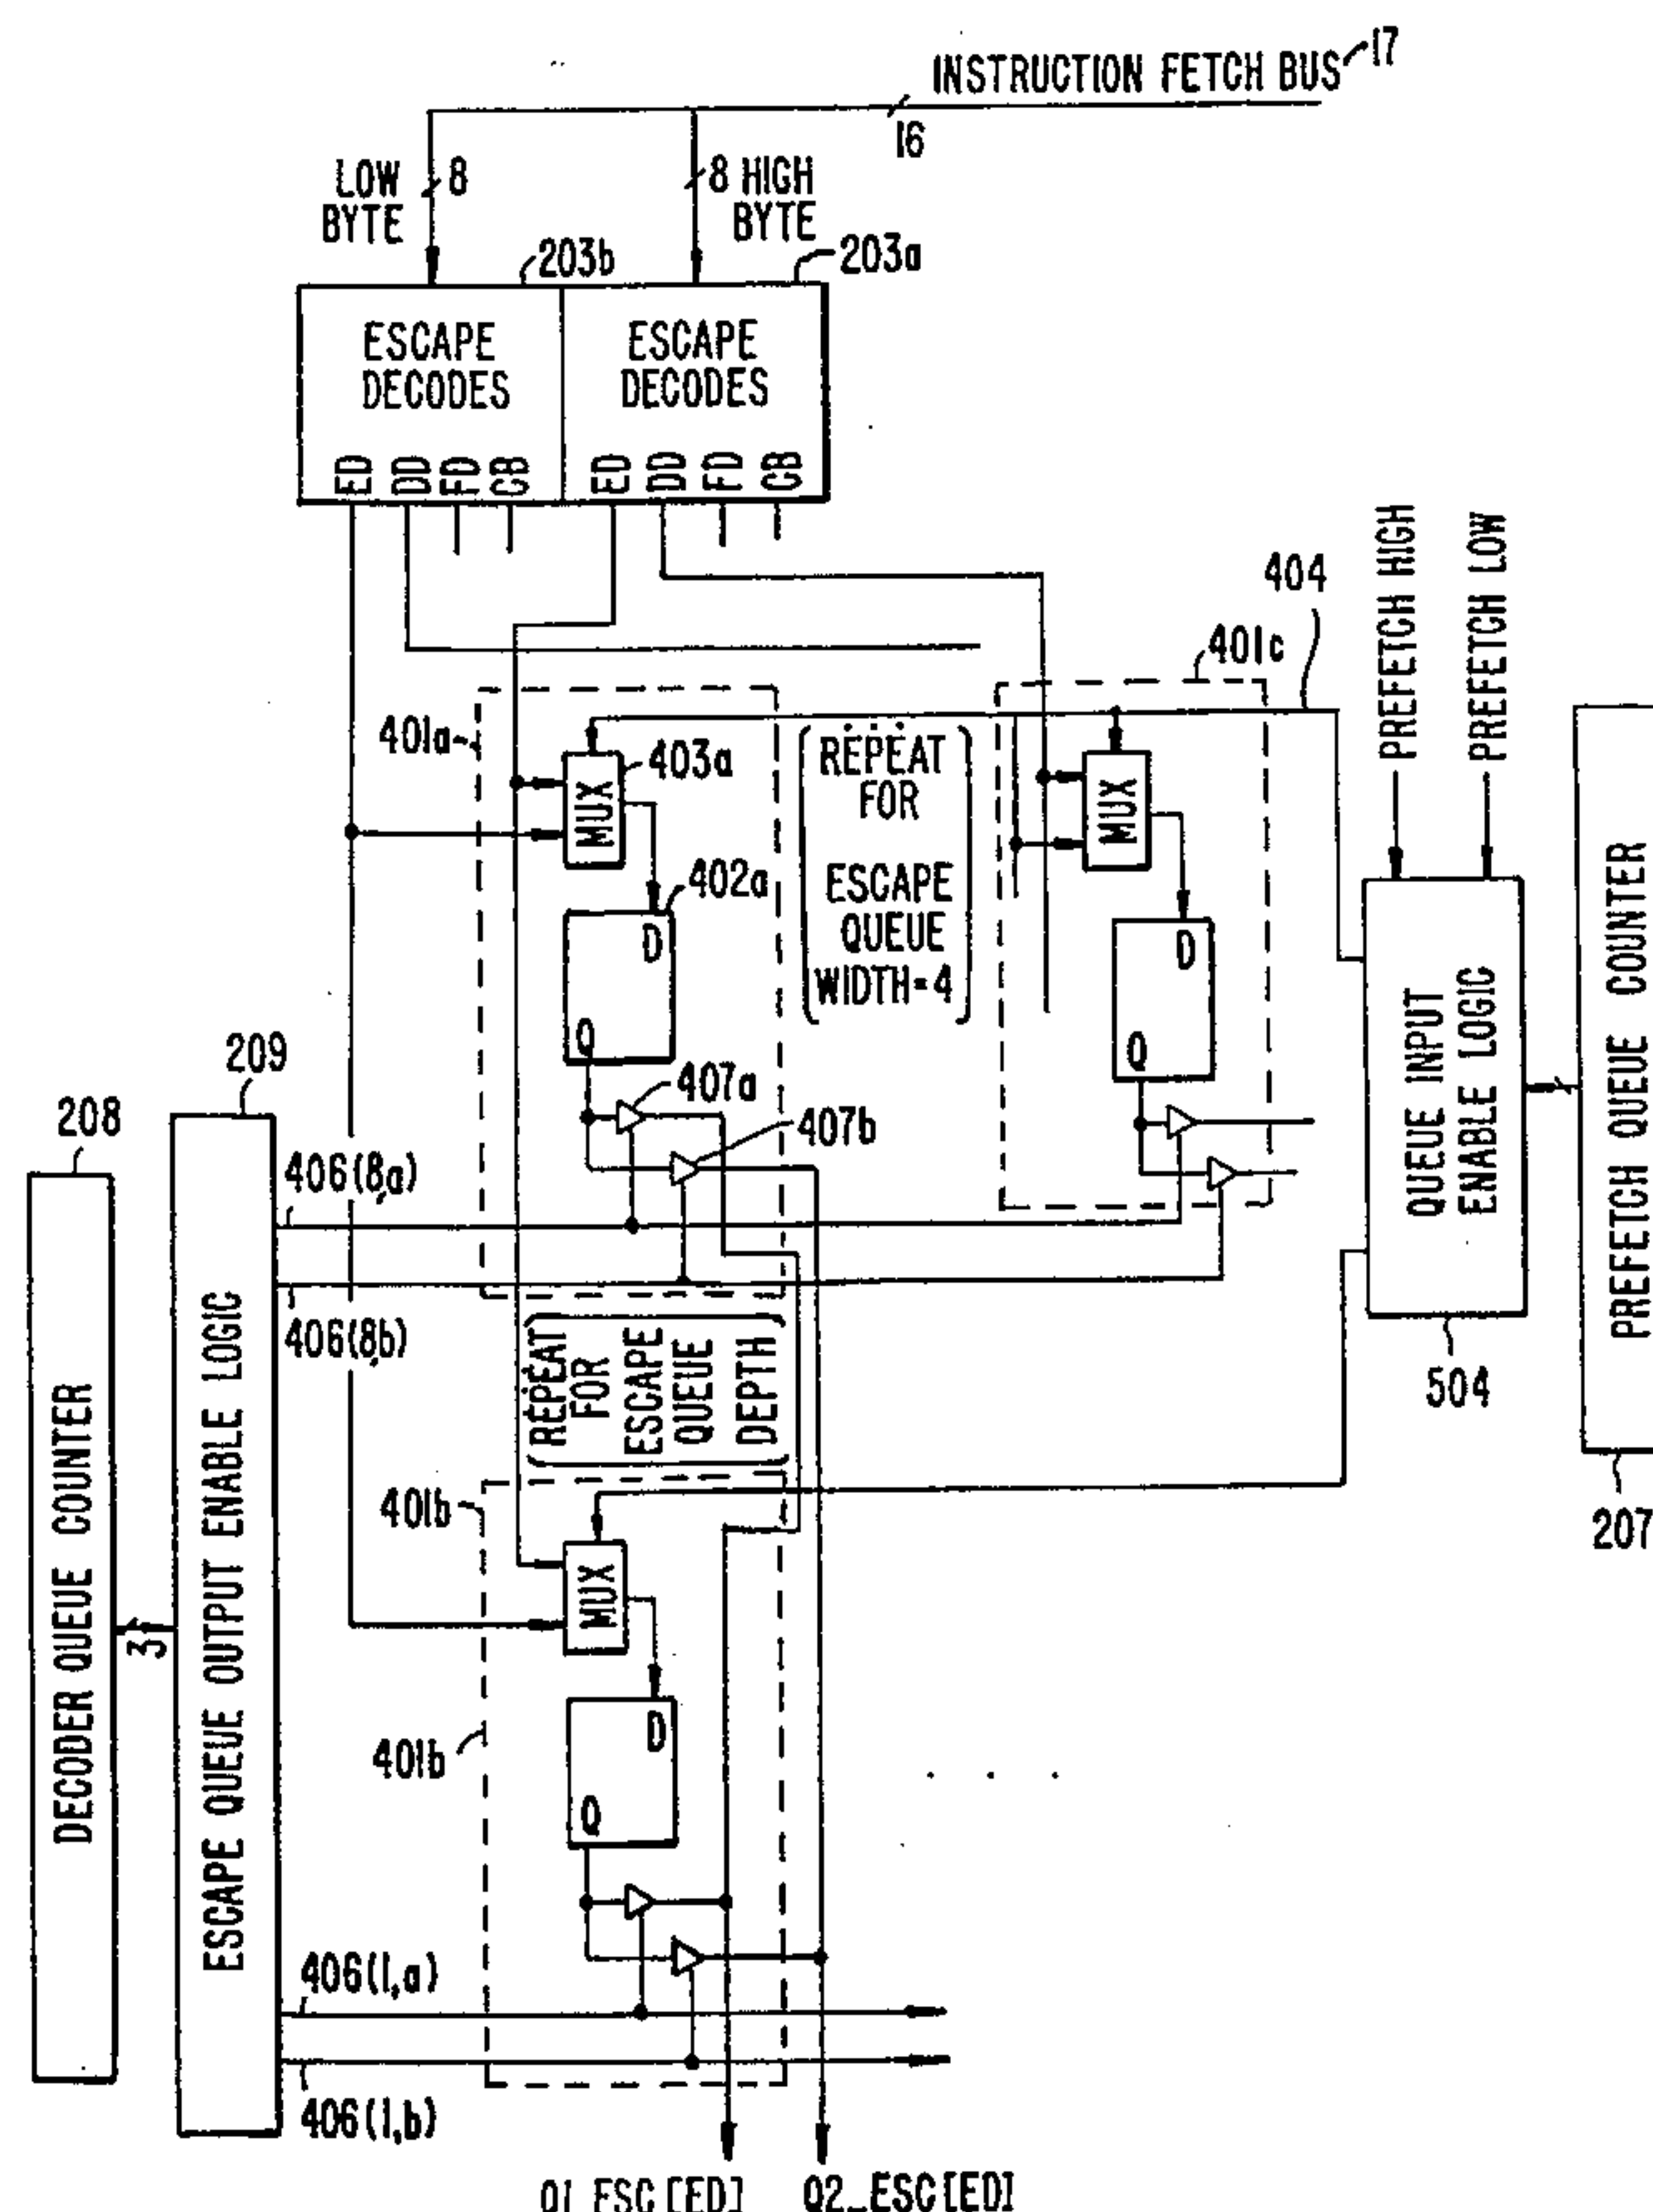 INSTRUCTION FETCH BUS 17
16
LOW BYTE
8
8
HIGH BYTE
203b
203a
ESCAPE DECODES
ESCAPE DECODES
ED DD FD CB
ED DD FD CB
PREFETCH HIGH
PREFETCH LOW
404
401c
401a
403a
MUX
MUX
REPEAT
FOR
ESCAPE
QUEUE
WIDTH=4
402a
D
Q
D
Q
QUEUE INPUT
ENABLE LOGIC
PREFETCH QUEUE COUNTER
209
208
407a
407b
406(8,a)
406(8,b)
504
207
DECODER QUEUE COUNTER
3
ESCAPE QUEUE OUTPUT ENABLE LOGIC
REPEAT
FOR
ESCAPE
QUEUE
DEPTH
401b
MUX
401b
D
Q
406(1,a)
406(1,b)
Q1_ESC[ED]
Q2_ESC[ED]